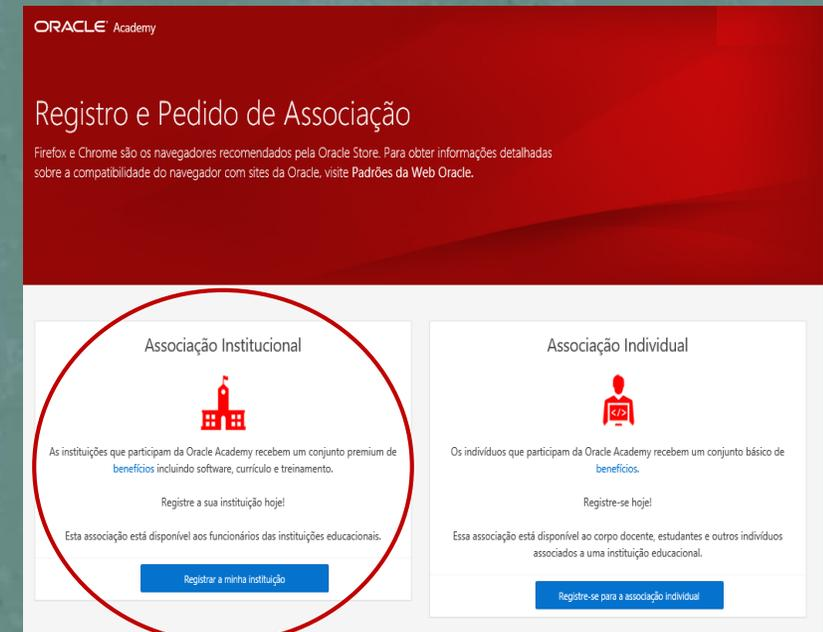 ORACLE Academy
Registro e Pedido de Associação
Firefox e Chrome são os navegadores recomendados pela Oracle Store. Para obter informações detalhadas
sobre a compatibilidade do navegador com sites da Oracle, visite Padrões da Web Oracle.
Associação Institucional
As instituições que participam da Oracle Academy recebem um conjunto premium de
benefícios incluindo software, currículo e treinamento.
Registre a sua instituição hoje!
Esta associação está disponível aos funcionários das instituições educacionais.
Registrar a minha instituição
Associação Individual
</>
Os indivíduos que participam da Oracle Academy recebem um conjunto básico de
benefícios.
Registre-se hoje!
Essa associação está disponível ao corpo docente, estudantes e outros indivíduos
associados a uma instituição educacional.
Registre-se para a associação individual